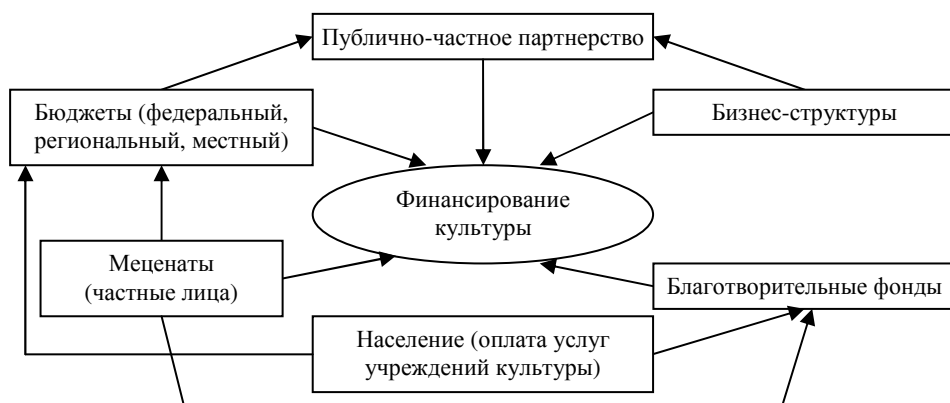 Публично-частное партнерство
Бюджеты (федеральный,
региональный, местный)
Бизнес-структуры
Финансирование
культуры
Меценаты
(частные лица)
Благотворительные фонды
Население (оплата услуг
учреждений культуры)